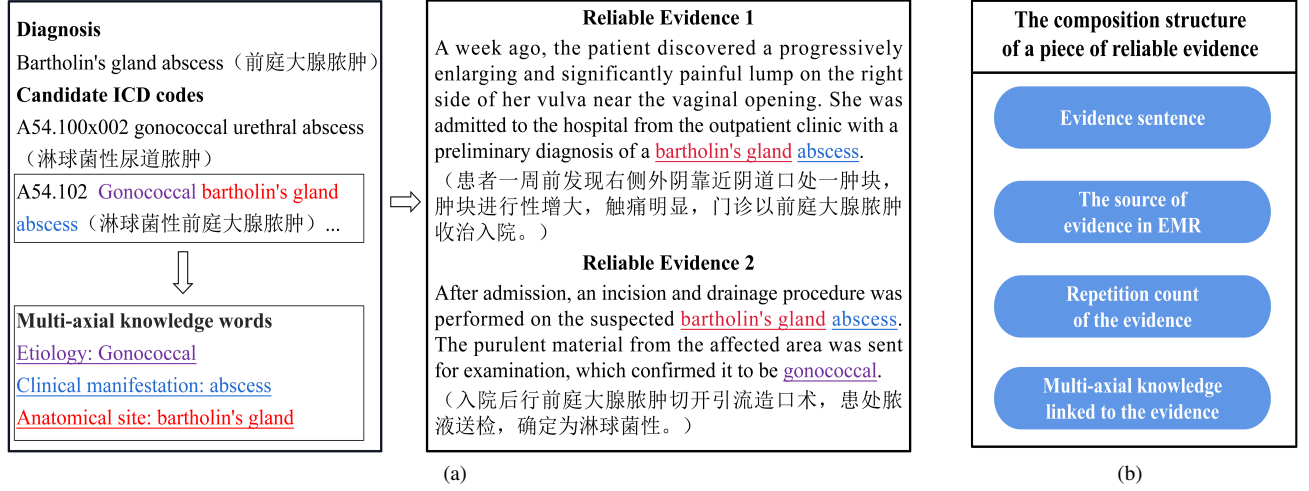 Diagnosis
Bartholin's gland abscess（前庭大腺脓肿）
Candidate ICD codes
A54.100x002 gonococcal urethral abscess
（淋球菌性尿道脓肿）
A54.102 Gonococcal bartholin's gland
abscess（淋球菌性前庭大腺脓肿）...
Multi-axial knowledge words
Etiology: Gonococcal
Clinical manifestation: abscess
Anatomical site: bartholin's gland
Reliable Evidence 1
A week ago, the patient discovered a progressively
enlarging and significantly painful lump on the right
side of her vulva near the vaginal opening. She was
admitted to the hospital from the outpatient clinic with a
preliminary diagnosis of a bartholin's gland abscess.
（患者一周前发现右侧外阴靠近阴道口处一肿块，
肿块进行性增大，触痛明显，门诊以前庭大腺脓肿
收治入院。）
Reliable Evidence 2
After admission, an incision and drainage procedure was
performed on the suspected bartholin's gland abscess.
The purulent material from the affected area was sent
for examination, which confirmed it to be gonococcal.
（入院后行前庭大腺脓肿切开引流造口术，患处脓
液送检，确定为淋球菌性。）
(a)
The composition structure
of a piece of reliable evidence
Evidence sentence
The source of
evidence in EMR
Repetition count
of the evidence
Multi-axial knowledge
linked to the evidence
(b)